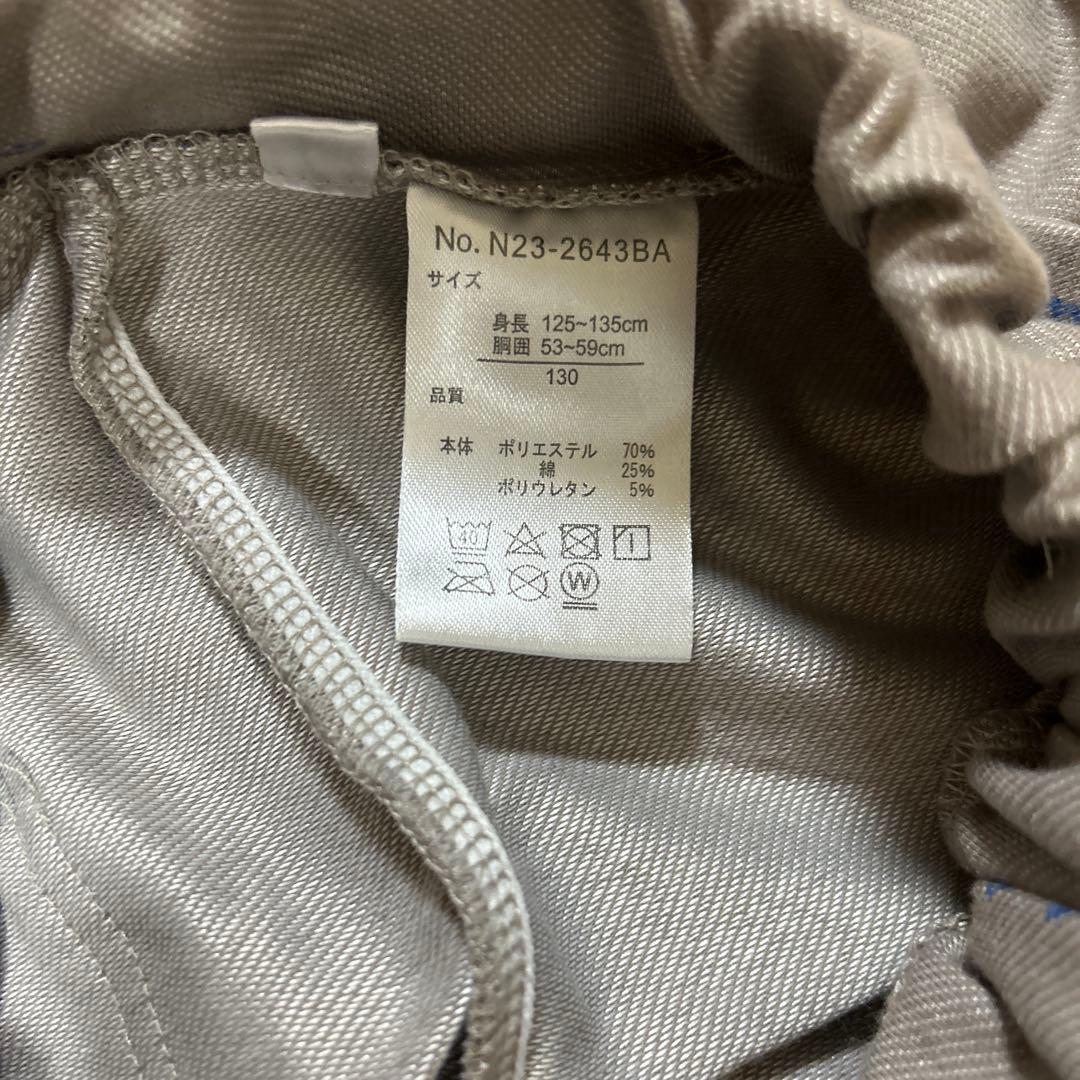 No. N23-2643BA
サイズ
身長 125~135cm
胴囲 53~59cm
130
品質
本体 ポリエステル 70%
綿 25%
ポリウレタン 5%
40
W